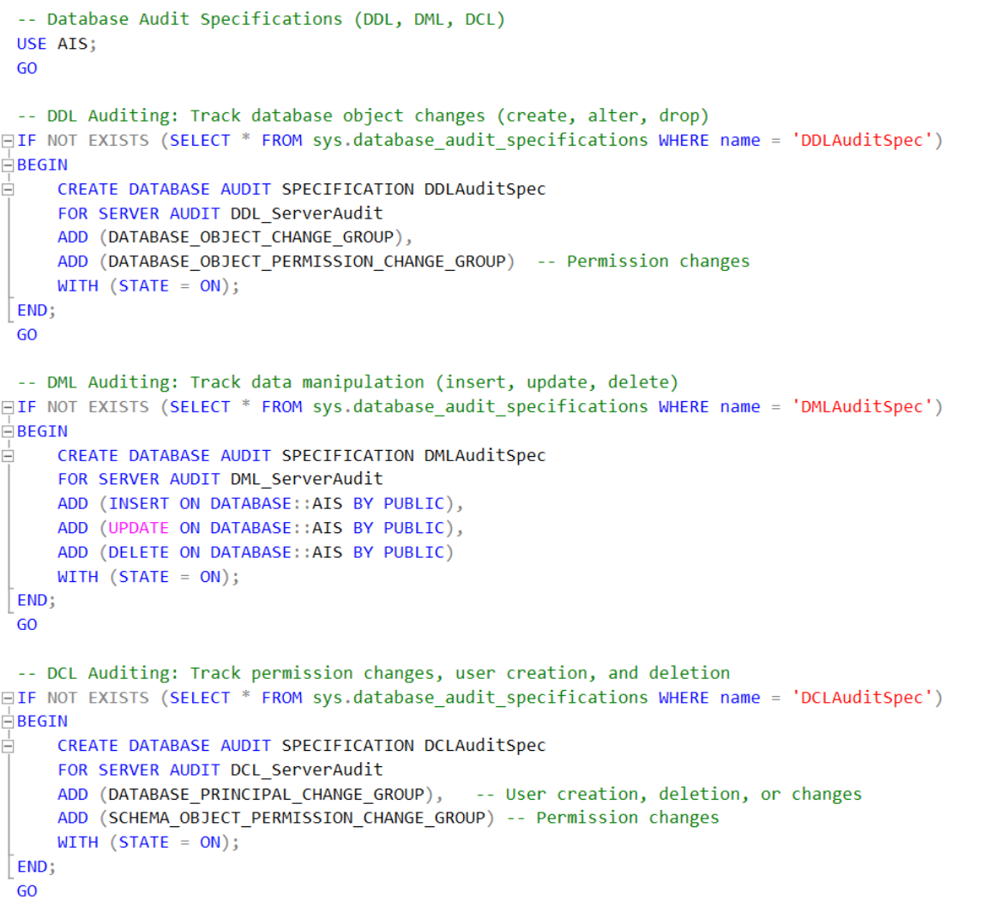 -- Database Audit Specifications (DDL, DML, DCL)
USE AIS;
GO
-- DDL Auditing: Track database object changes (create, alter, drop)
IF NOT EXISTS (SELECT * FROM sys.database_audit_specifications WHERE name = 'DDLAuditSpec')
BEGIN
    CREATE DATABASE AUDIT SPECIFICATION DDLAuditSpec
    FOR SERVER AUDIT DDL_ServerAudit
    ADD (DATABASE_OBJECT_CHANGE_GROUP),
    ADD (DATABASE_OBJECT_PERMISSION_CHANGE_GROUP)  -- Permission changes
    WITH (STATE = ON);
END;
GO
-- DML Auditing: Track data manipulation (insert, update, delete)
IF NOT EXISTS (SELECT * FROM sys.database_audit_specifications WHERE name = 'DMLAuditSpec')
BEGIN
    CREATE DATABASE AUDIT SPECIFICATION DMLAuditSpec
    FOR SERVER AUDIT DML_ServerAudit
    ADD (INSERT ON DATABASE::AIS BY PUBLIC),
    ADD (UPDATE ON DATABASE::AIS BY PUBLIC),
    ADD (DELETE ON DATABASE::AIS BY PUBLIC)
    WITH (STATE = ON);
END;
GO
-- DCL Auditing: Track permission changes, user creation, and deletion
IF NOT EXISTS (SELECT * FROM sys.database_audit_specifications WHERE name = 'DCLAuditSpec')
BEGIN
    CREATE DATABASE AUDIT SPECIFICATION DCLAuditSpec
    FOR SERVER AUDIT DCL_ServerAudit
    ADD (DATABASE_PRINCIPAL_CHANGE_GROUP),   -- User creation, deletion, or changes
    ADD (SCHEMA_OBJECT_PERMISSION_CHANGE_GROUP) -- Permission changes
    WITH (STATE = ON);
END;
GO